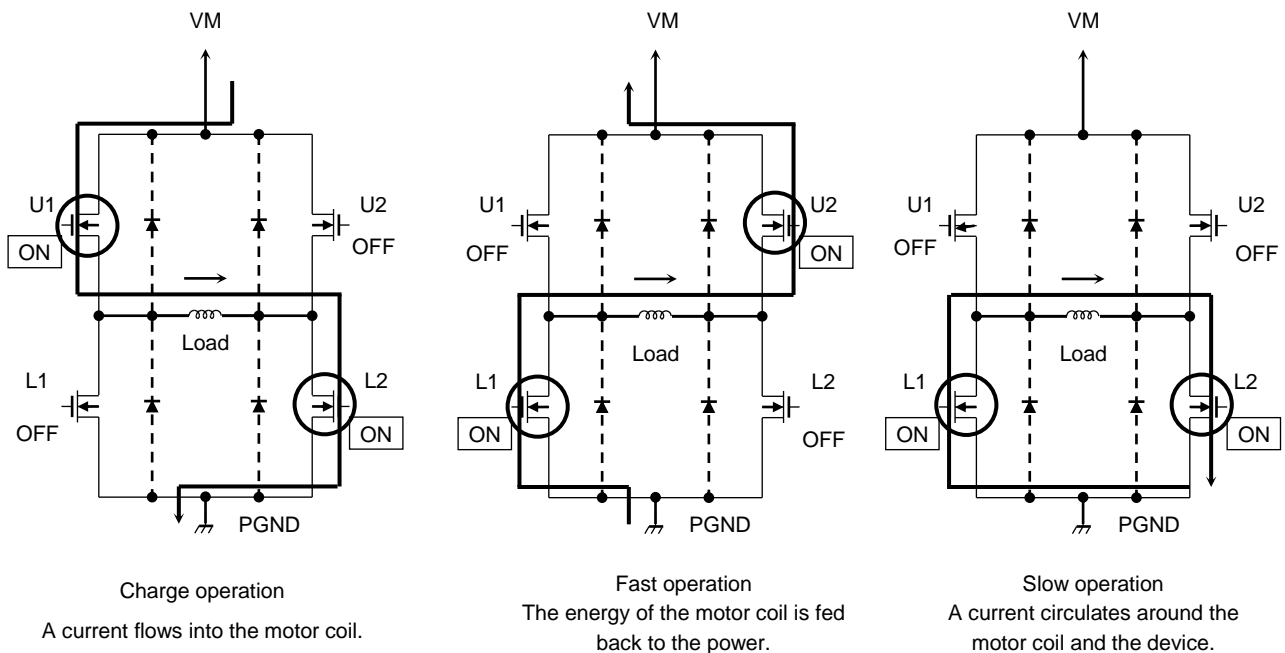 VM
U1
ON
U2
OFF
Load
L1
OFF
L2
ON
PGND
Charge operation
A current flows into the motor coil.
VM
U1
OFF
U2
ON
Load
L1
ON
L2
OFF
PGND
Fast operation
The energy of the motor coil is fed
back to the power.
VM
U1
OFF
U2
OFF
Load
L1
ON
L2
ON
PGND
Slow operation
A current circulates around the
motor coil and the device.